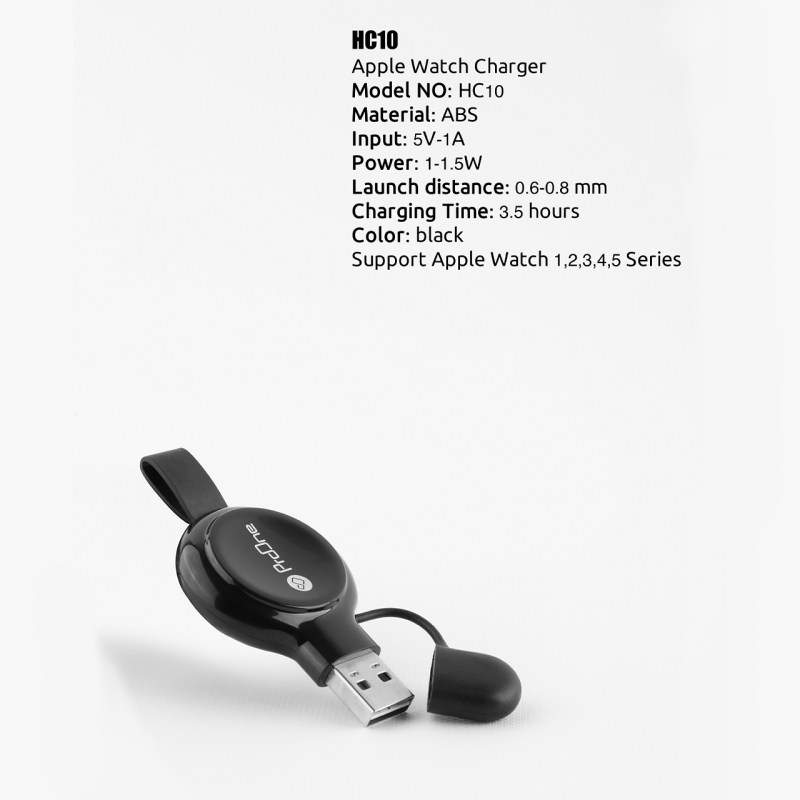 HC10
Apple Watch Charger
Model NO: HC10
Material: ABS
Input: 5V-1A
Power: 1-1.5W
Launch distance: 0.6-0.8 mm
Charging Time: 3.5 hours
Color: black
Support Apple Watch 1,2,3,4,5 Series
ProOne